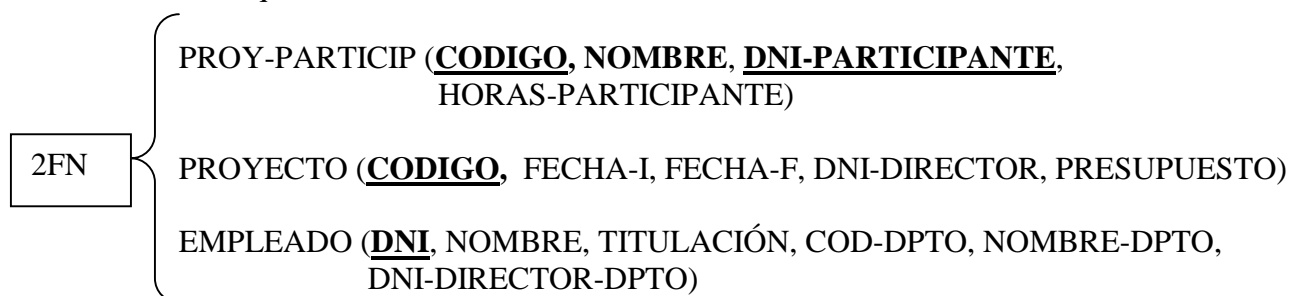 PROY-PARTICIP (CODIGO, NOMBRE, DNI-PARTICIPANTE,
HORAS-PARTICIPANTE)
2FN
PROYECTO (CODIGO, FECHA-I, FECHA-F, DNI-DIRECTOR, PRESUPUESTO)
EMPLEADO (DNI, NOMBRE, TITULACIÓN, COD-DPTO, NOMBRE-DPTO,
DNI-DIRECTOR-DPTO)